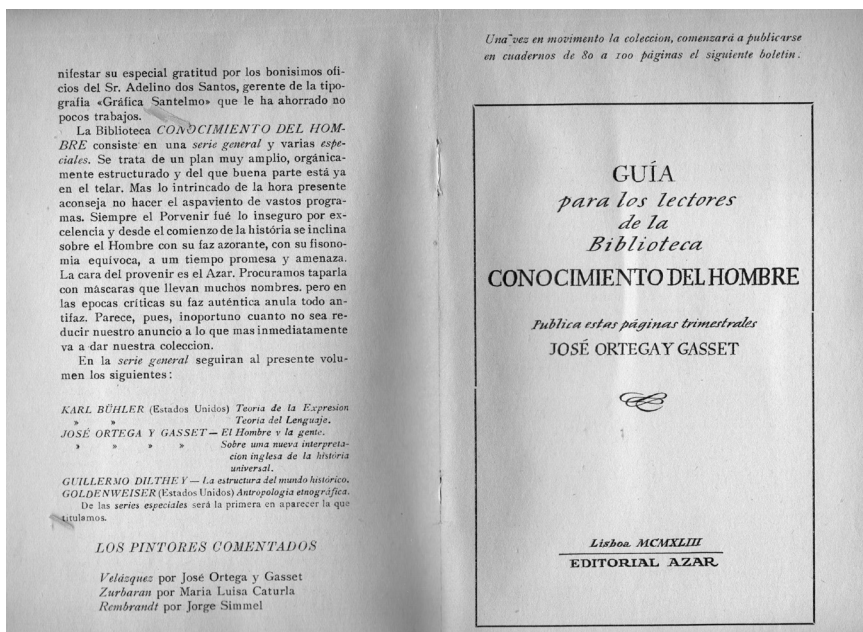 nifestar su especial gratitud por los bonisimos ofi-
cios del Sr. Adelino dos Santos, gerente de la tipo-
grafia «Gráfica Santelmo» que le ha ahorrado no
pocos trabajos.
La Biblioteca CONOCIMIENTO DEL HOM-
BRE consiste en una serie general y varias espe-
ciales. Se trata de un plan muy amplio, orgánica-
mente estructurado y del que buena parte está ya
en el telar. Mas lo intrincado de la hora presente
aconseja no hacer el aspaviento de vastos progra-
mas. Siempre el Porvenir fué lo inseguro por ex-
celencia y desde el comienzo de la história se inclina
sobre el Hombre con su faz azorante, con su fisono-
mia equívoca, a um tiempo promesa y amenaza.
La cara del provenir es el Azar. Procuramos taparla
con màscaras que llevan muchos nombres. pero en
las epocas críticas su faz auténtica anula todo an-
tifaz. Parece, pues, inoportuno cuanto no sea re-
ducir nuestro anuncio a lo que mas inmediatamente
va a dar nuestra coleccion.
En la serie general seguiran al presente volu-
men los siguientes:
KARL BÜHLER (Estados Unidos) Teoria de la Expresion
» » Teoria del Lenguaje.
JOSÉ ORTEGA Y GASSET — El Hombre y la gente.
» » » » Sobre uma nueva interpreta-
cion inglesa de la história
universal.
GUILLERMO DILTHEY — La estructura del mundo histórico.
GOLDENWEISER (Estados Unidos) Antropologia etnográfica.
De las series especiales será la primera en aparecer la que
titulamos.
LOS PINTORES COMENTADOS
Velázquez por José Ortega y Gasset
Zurbaran por Maria Luisa Caturla
Rembrandt por Jorge Simmel
Una vez en movimento la coleccion, comenzará a publicarse
en cuadernos de 80 a 100 páginas el siguiente boletin:
GUÍA
para los lectores
de la
Biblioteca
CONOCIMIENTO DEL HOMBRE
Publica estas páginas trimestrales
JOSÉ ORTEGA Y GASSET
Lisboa MCMXLIII
EDITORIAL AZAR